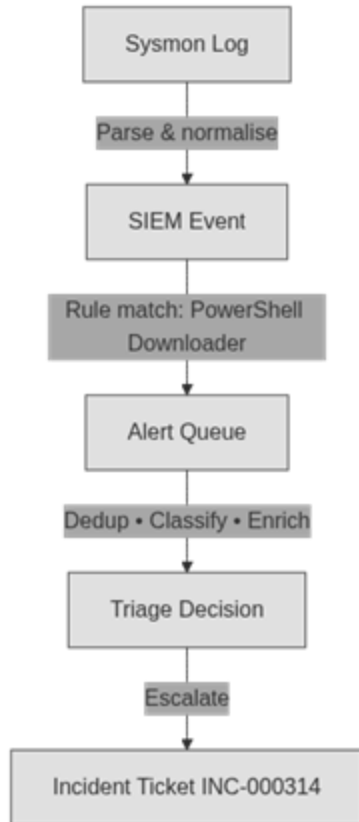 Sysmon Log
Parse & normalise
SIEM Event
Rule match: PowerShell
Downloader
Alert Queue
Dedup • Classify • Enrich
Triage Decision
Escalate
Incident Ticket INC-000314